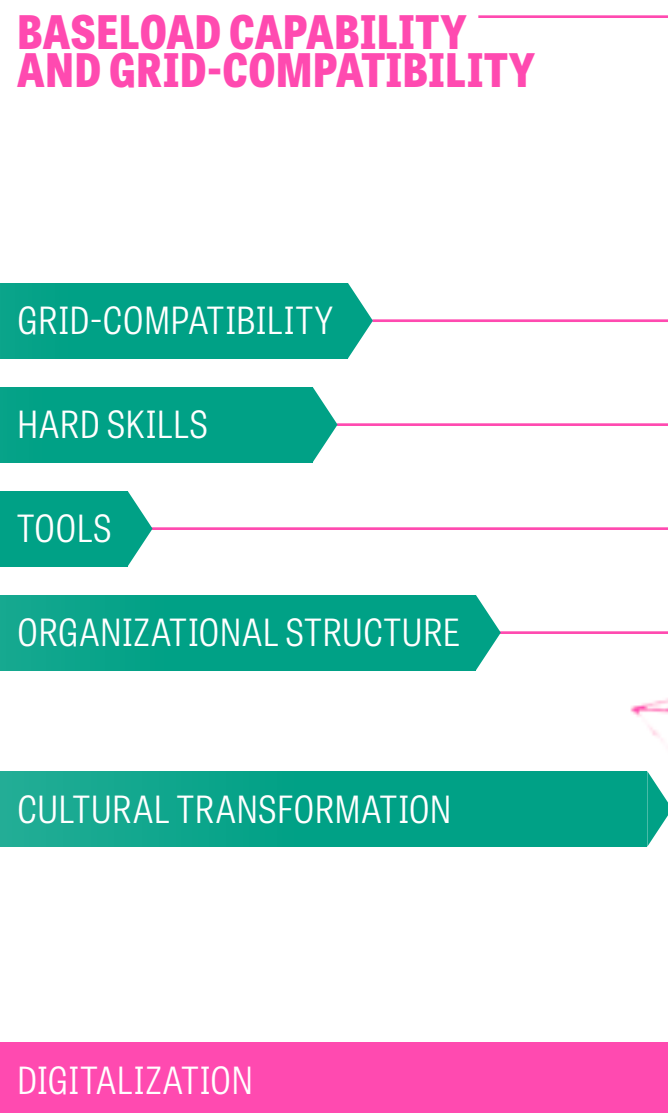 BASELOAD CAPABILITY
AND GRID-COMPATIBILITY
GRID-COMPATIBILITY
HARD SKILLS
TOOLS
ORGANIZATIONAL STRUCTURE
CULTURAL TRANSFORMATION
DIGITALIZATION